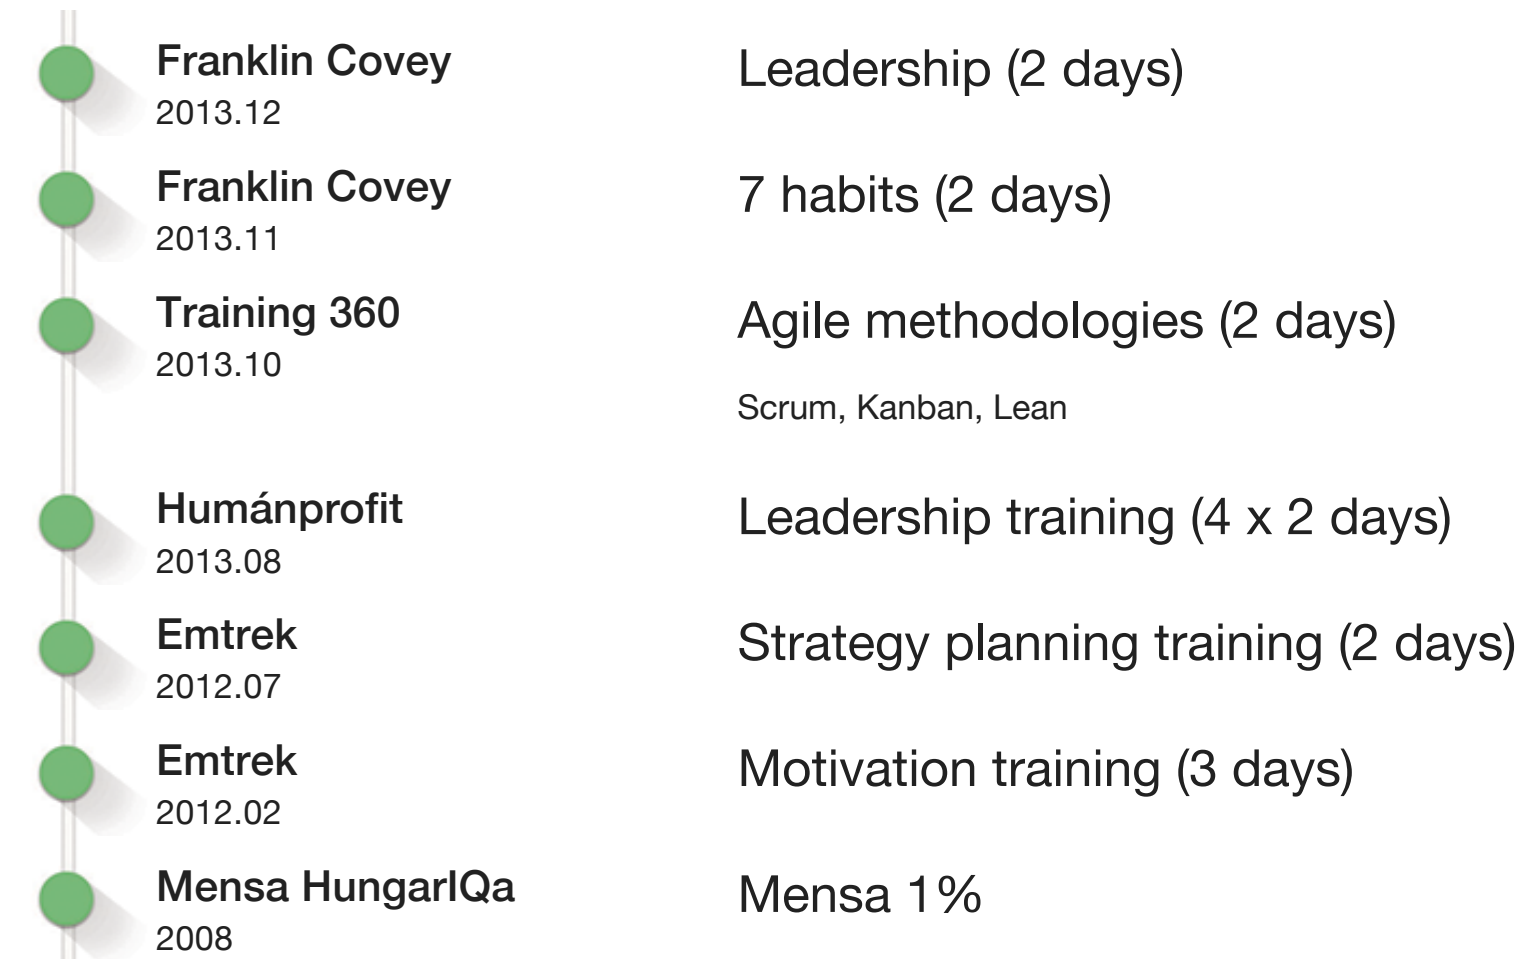 Franklin Covey
2013.12
Leadership (2 days)
Franklin Covey
2013.11
7 habits (2 days)
Training 360
2013.10
Agile methodologies (2 days)
Scrum, Kanban, Lean
Humánprofit
2013.08
Leadership training (4 x 2 days)
Emtrek
2012.07
Strategy planning training (2 days)
Emtrek
2012.02
Motivation training (3 days)
Mensa HungarIQa
2008
Mensa 1%